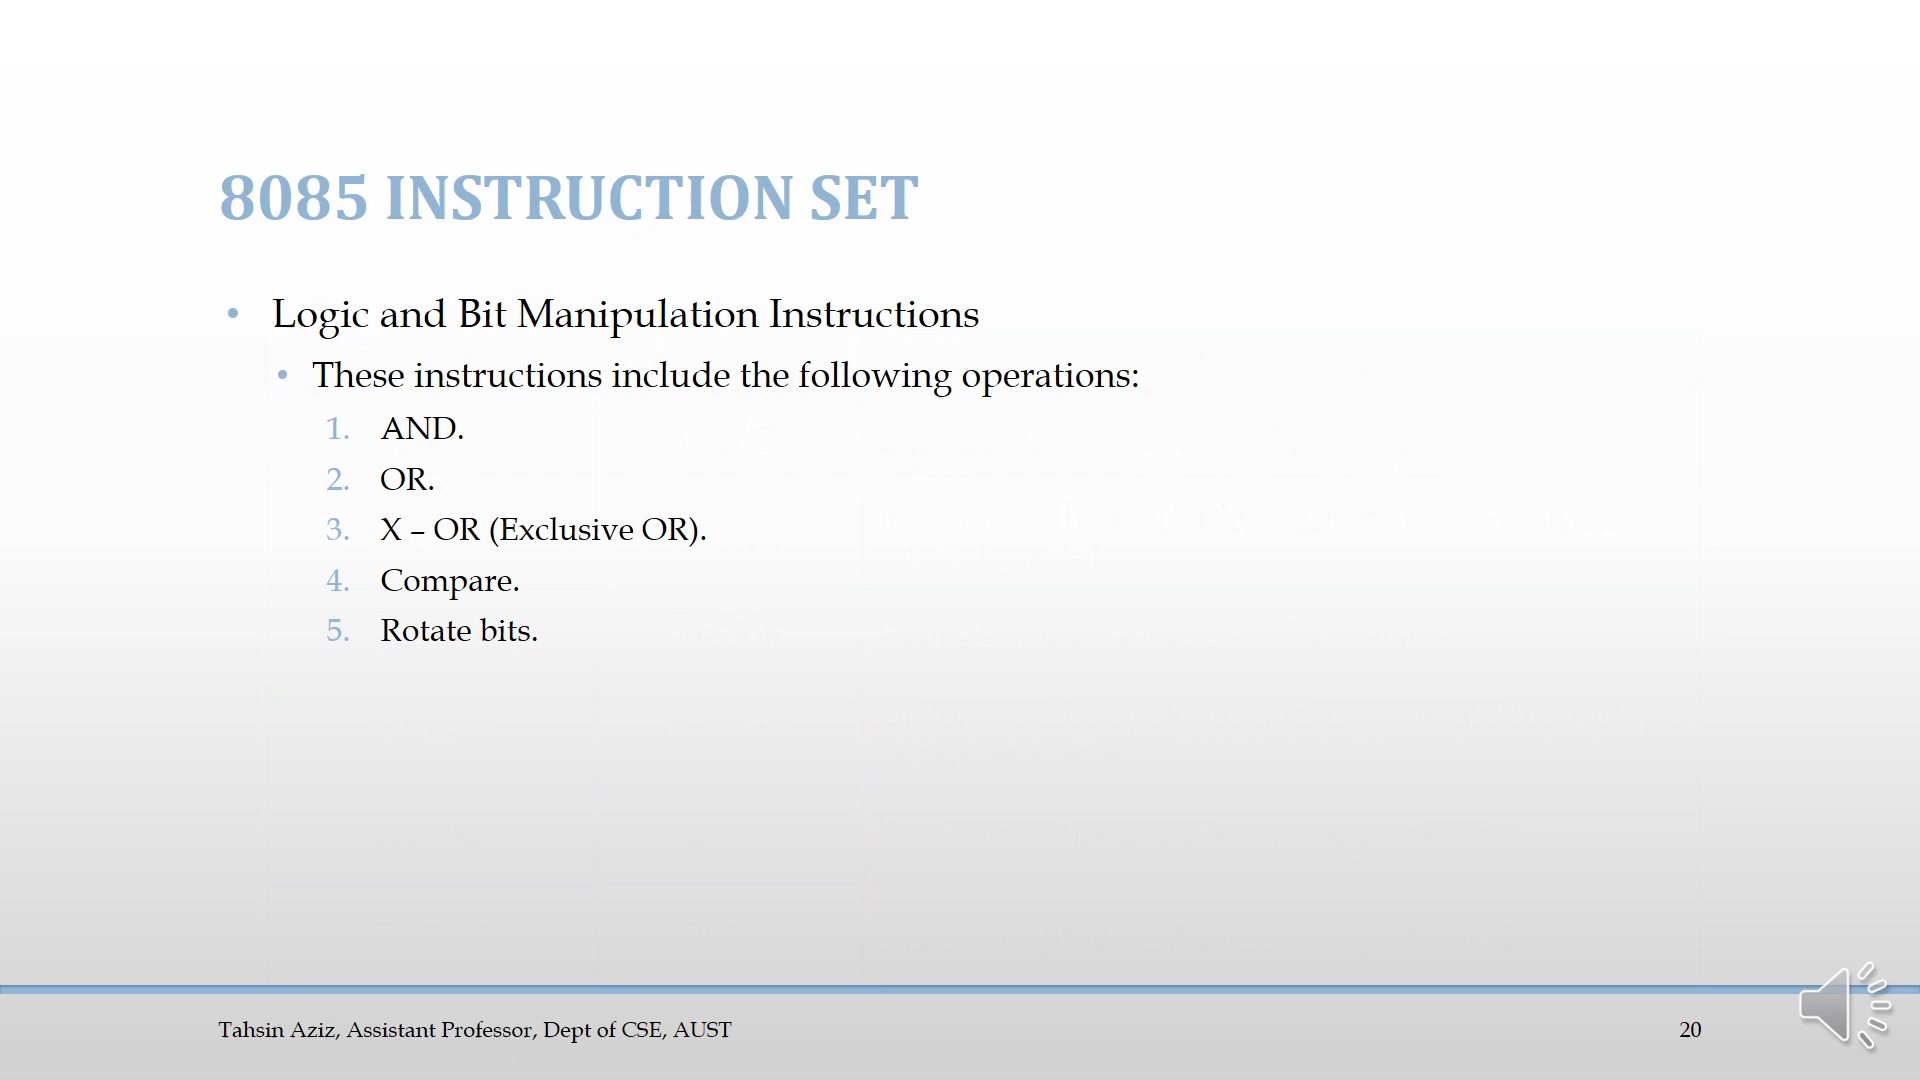 8085 INSTRUCTION SET
• Logic and Bit Manipulation Instructions
• These instructions include the following operations:
1. AND.
2. OR.
3. X – OR (Exclusive OR).
4. Compare.
5. Rotate bits.
Tahsin Aziz, Assistant Professor, Dept of CSE, AUST
20